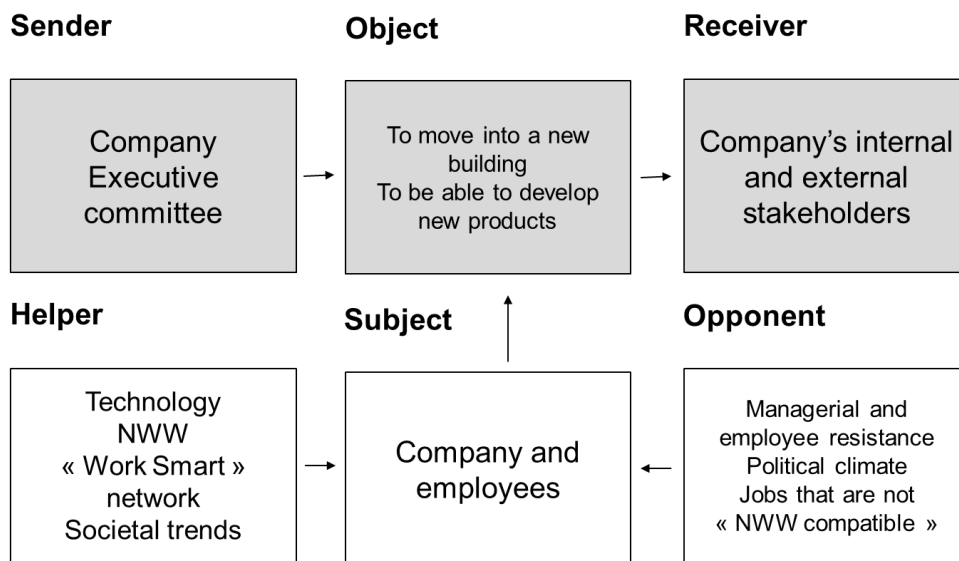 Sender
Object
Receiver
Company
Executive
committee
To move into a new
building
To be able to develop
new products
Company’s internal
and external
stakeholders
Helper
Subject
Opponent
Technology
NWW
« Work Smart »
network
Societal trends
Company and
employees
Managerial and
employee resistance
Political climate
Jobs that are not
« NWW compatible »